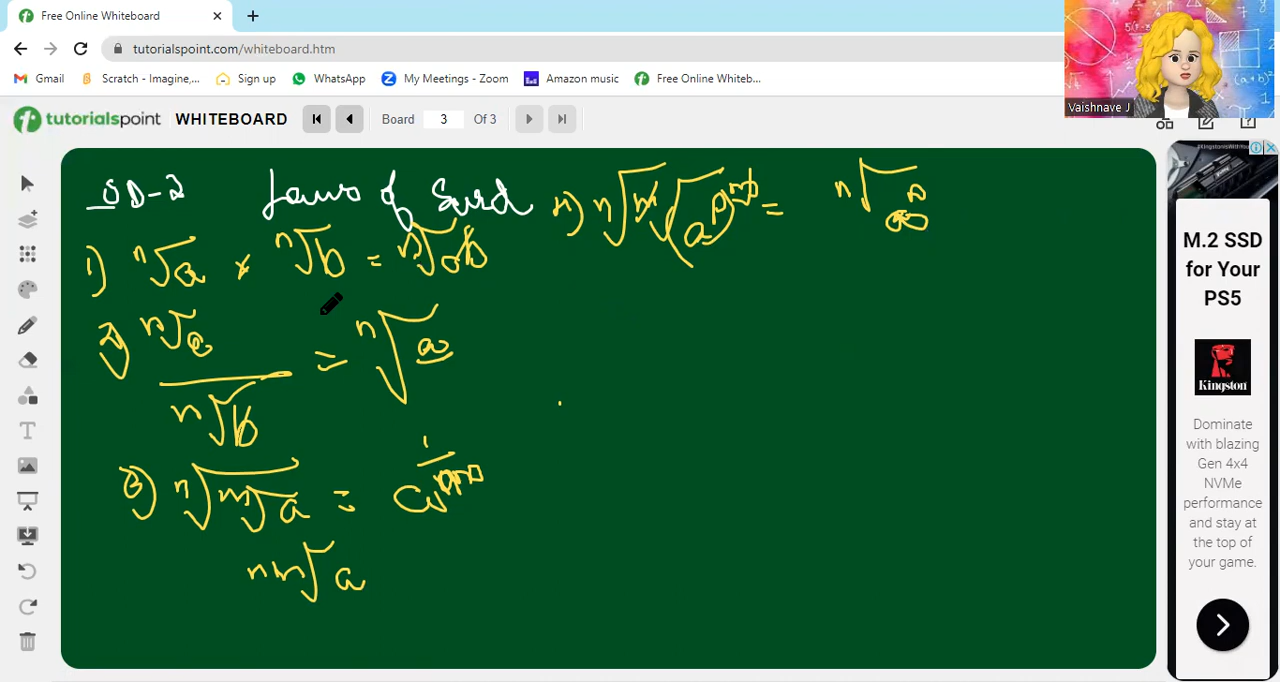 Free Online Whiteboard
tutorialspoint.com/whiteboard.htm
Gmail Scratch - Imagine,... Sign up WhatsApp My Meetings - Zoom Amazon music Free Online Whiteb...
tutorialspoint WHITEBOARD Board 3 Of 3
Vaishnave J
D-2 Laws of Surd
1) ⁿ√a × ⁿ√b = ⁿ√ab
2) ⁿ√a
ⁿ√b
= ⁿ√a
3) ⁿ√ᵐ√a = a
1
nm√a
= ⁿ√
M.2 SSD
for Your
PS5
Kingston
Dominate
with blazing
Gen 4x4
NVMe
performance
and stay at
the top of
your game.